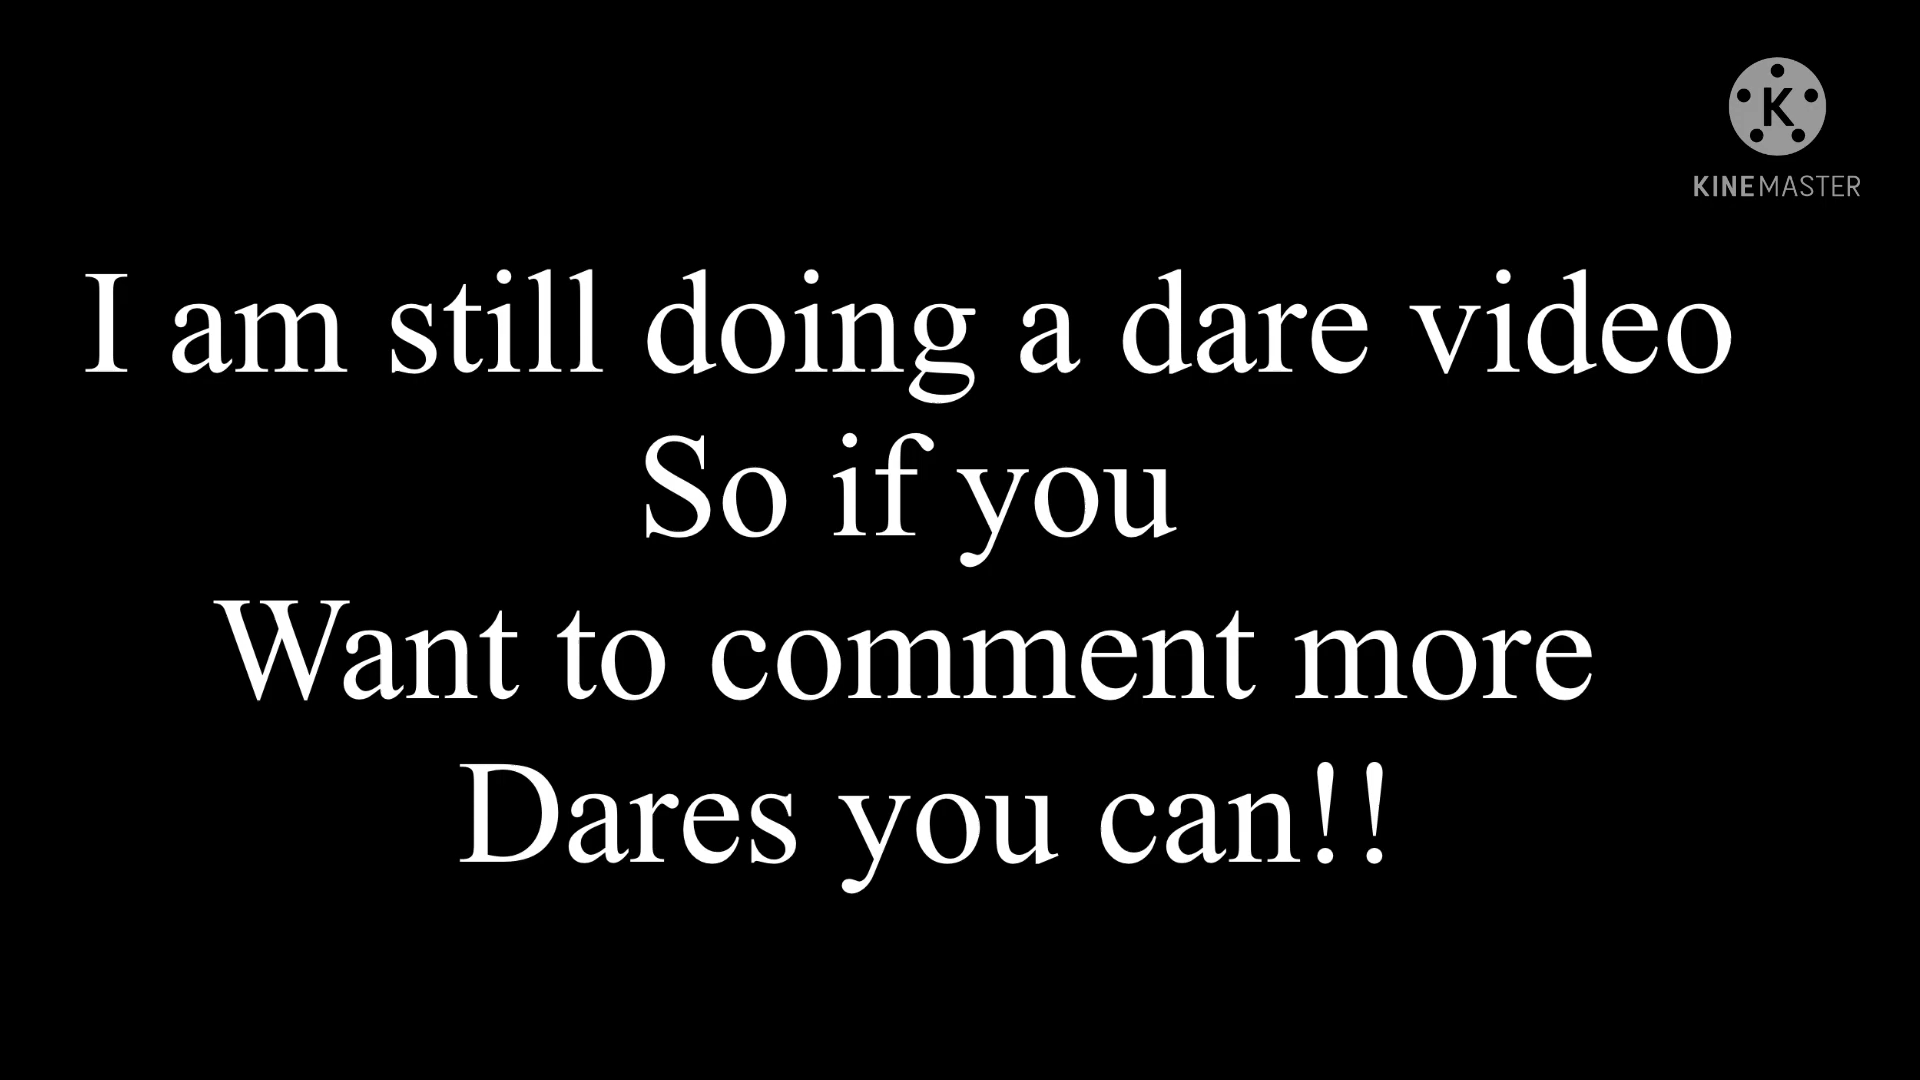 K
KINEMASTER
I am still doing a dare video
So if you
Want to comment more
Dares you can!!